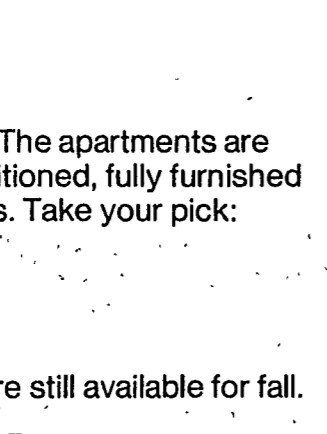 The apartments are
itioned, fully furnished
s. Take your pick:
re still available for fall.